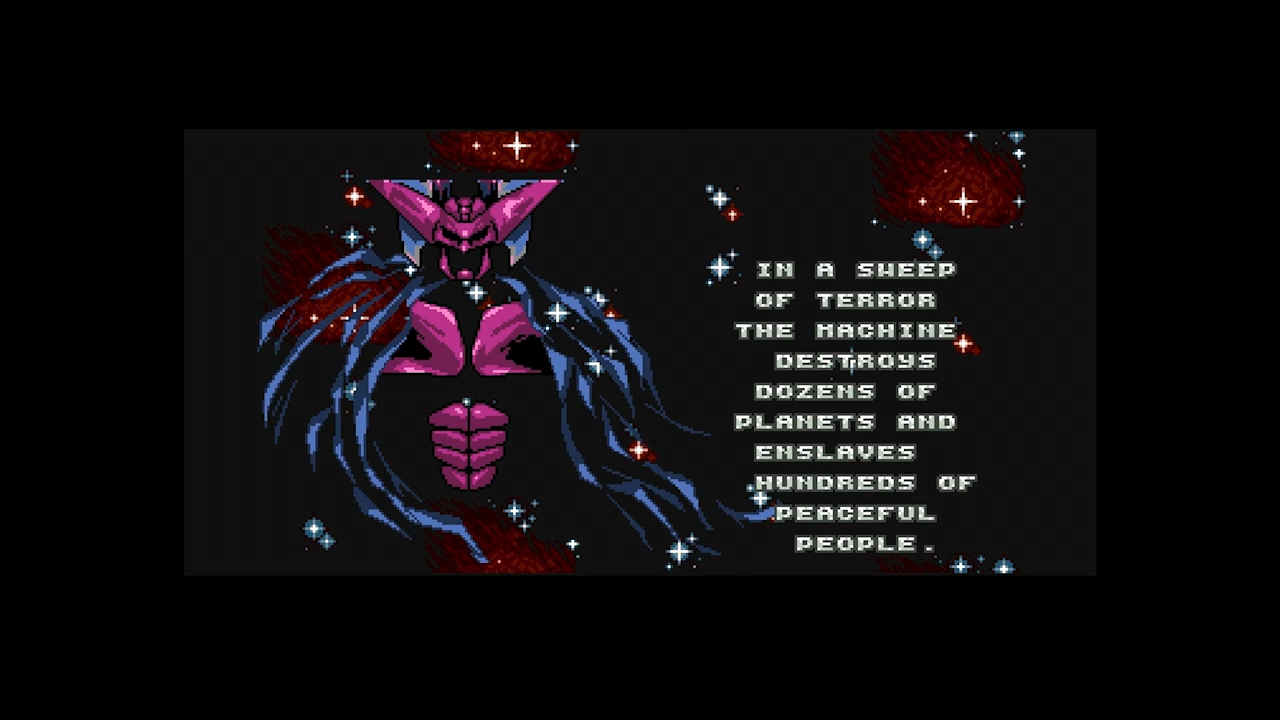 IN A SWEEP
OF TERROR
THE MACHINE
DESTROYS
DOZENS OF
PLANETS AND
ENSLAVES
HUNDREDS OF
PEACEFUL
PEOPLE.